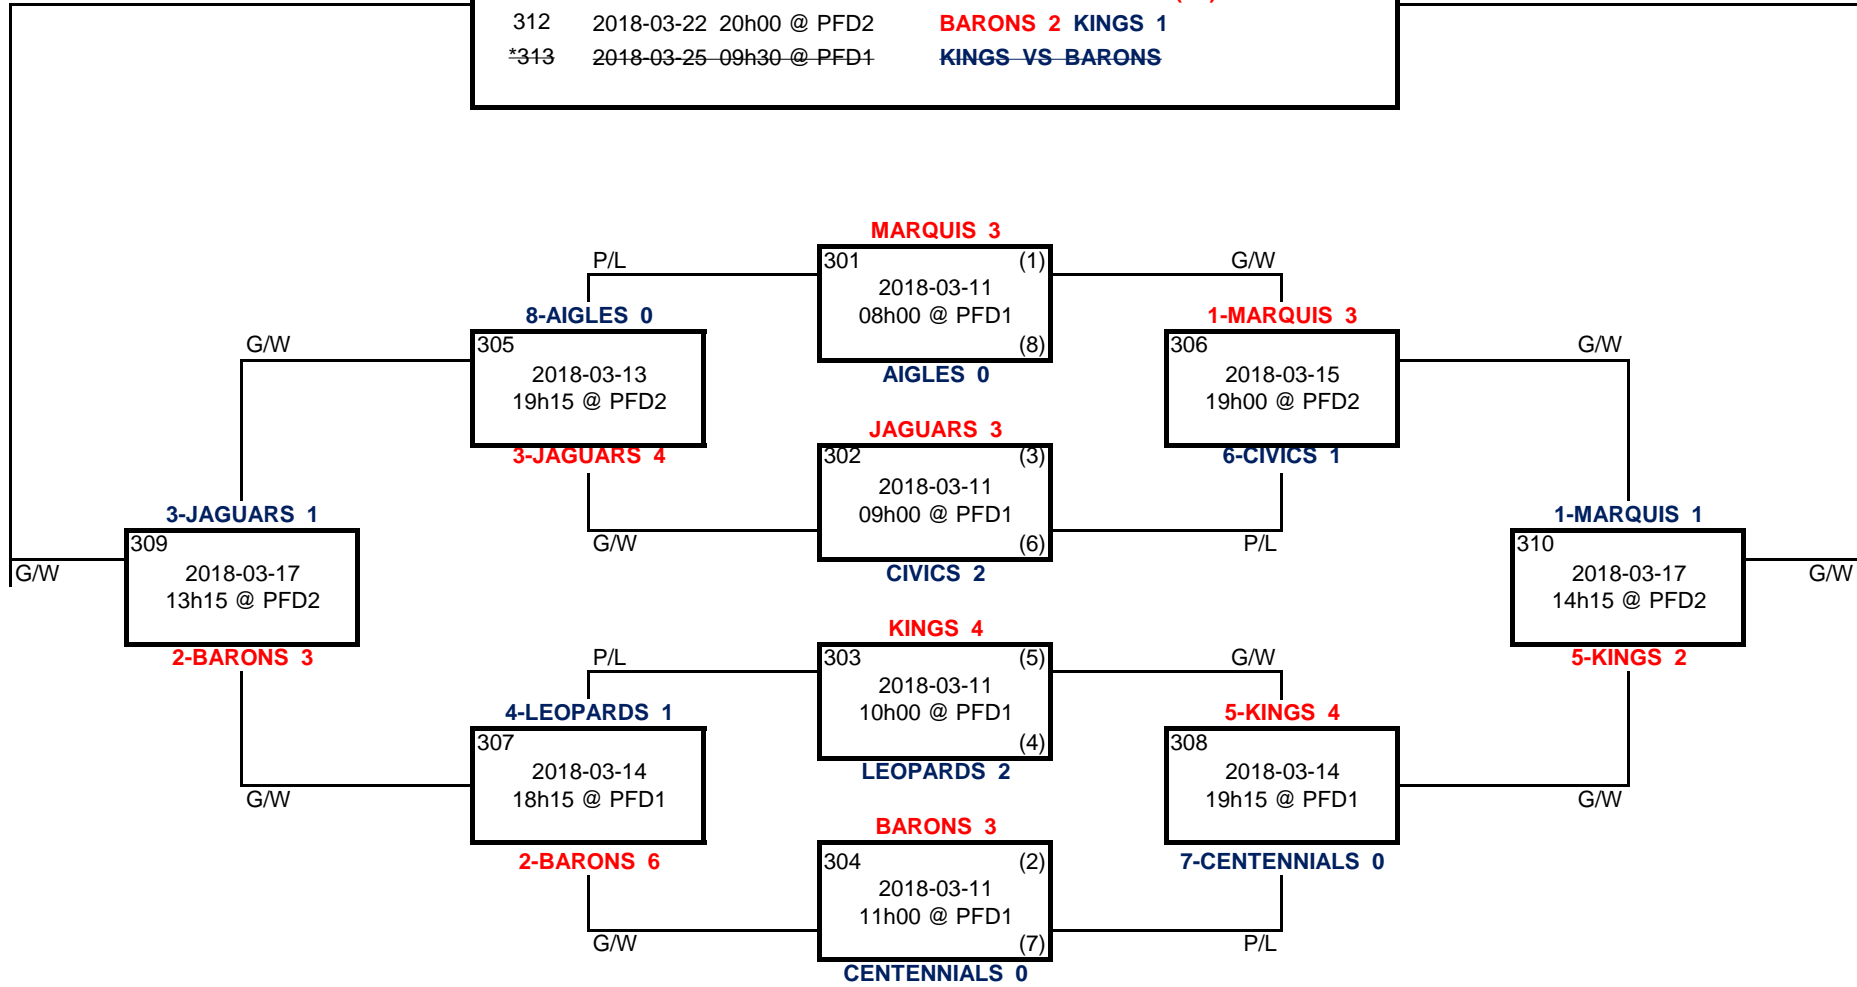 312 2018-03-22 20h00 @ PFD2 BARONS 2 KINGS 1
*313 2018-03-25 09h30 @ PFD1 KINGS VS BARONS
MARQUIS 3
P/L 301 (1) G/W
2018-03-11
8-AIGLES 0 08h00 @ PFD1 1-MARQUIS 3
G/W 305 (8) 306 G/W
2018-03-13 AIGLES 0 2018-03-15
19h15 @ PFD2 19h00 @ PFD2
JAGUARS 3
3-JAGUARS 4 302 (3) 6-CIVICS 1
2018-03-11
3-JAGUARS 1 09h00 @ PFD1 1-MARQUIS 1
309 G/W (6) P/L 310
G/W 2018-03-17 CIVICS 2 2018-03-17 G/W
13h15 @ PFD2 14h15 @ PFD2
KINGS 4
2-BARONS 3 P/L 303 (5) G/W 5-KINGS 2
2018-03-11
4-LEOPARDS 1 10h00 @ PFD1 5-KINGS 4
307 (4) 308
2018-03-14 LEOPARDS 2 2018-03-14
G/W 18h15 @ PFD1 19h15 @ PFD1 G/W
BARONS 3
2-BARONS 6 304 (2) 7-CENTENNIALS 0
2018-03-11
11h00 @ PFD1
G/W (7) P/L
CENTENNIALS 0